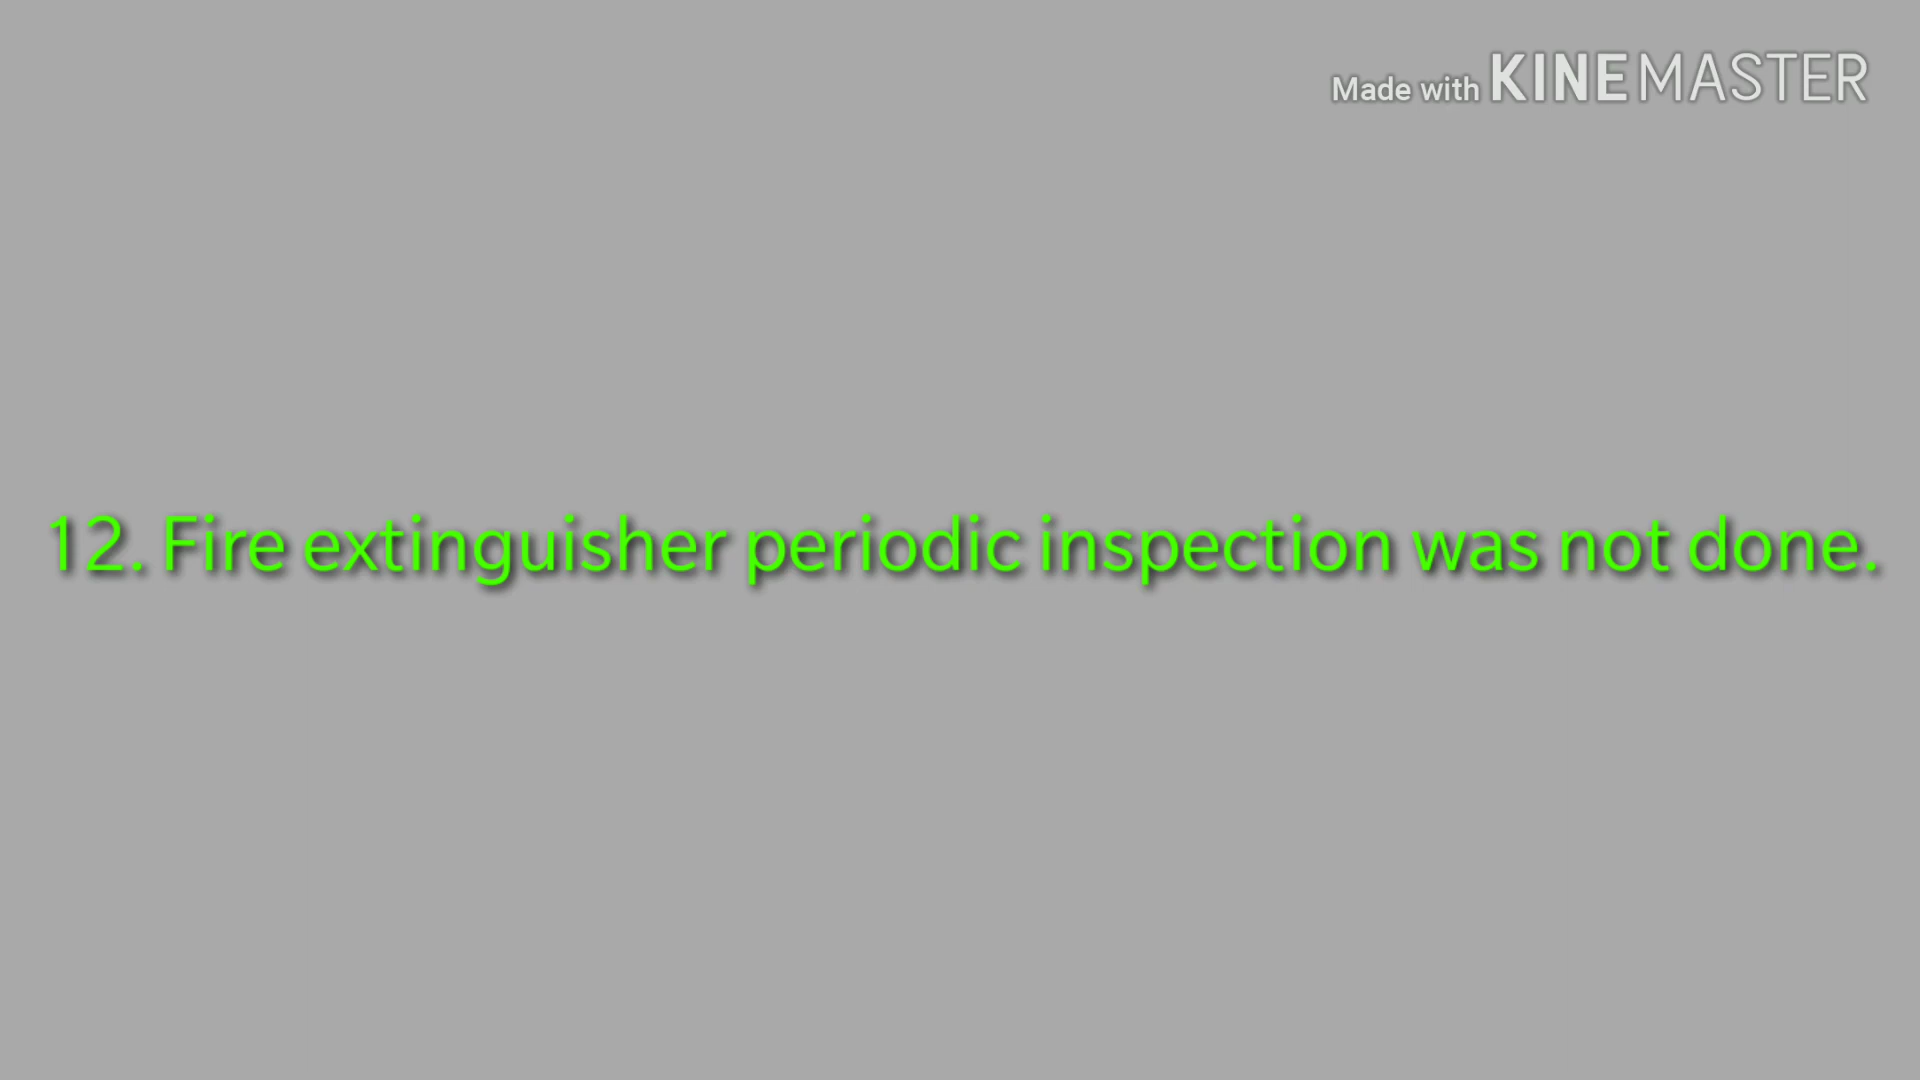 Made with KINEMASTER
12. Fire extinguisher periodic inspection was not done.